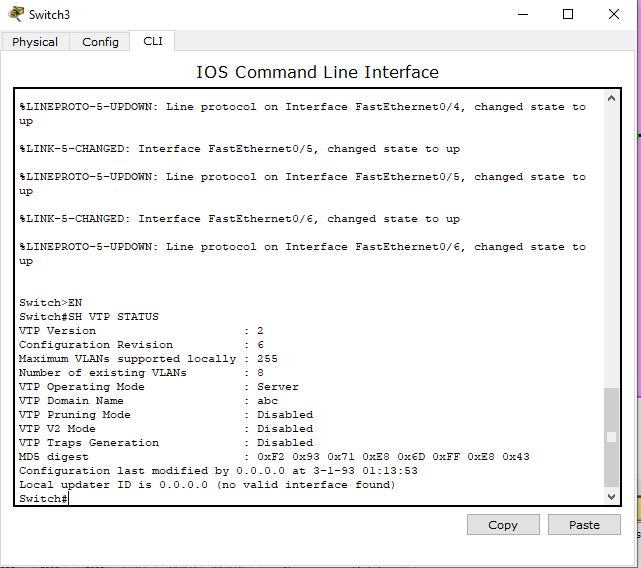 Switch3
Physical Config CLI
IOS Command Line Interface
%LINEPROTO-5-UPDOWN: Line protocol on Interface FastEthernet0/4, changed state to
up
%LINK-5-CHANGED: Interface FastEthernet0/5, changed state to up
%LINEPROTO-5-UPDOWN: Line protocol on Interface FastEthernet0/5, changed state to
up
%LINK-5-CHANGED: Interface FastEthernet0/6, changed state to up
%LINEPROTO-5-UPDOWN: Line protocol on Interface FastEthernet0/6, changed state to
up
Switch>EN
Switch#SH VTP STATUS
VTP Version : 2
Configuration Revision : 6
Maximum VLANs supported locally : 255
Number of existing VLANs : 8
VTP Operating Mode : Server
VTP Domain Name : abc
VTP Pruning Mode : Disabled
VTP V2 Mode : Disabled
VTP Traps Generation : Disabled
MD5 digest : 0xF2 0x93 0x71 0xE8 0x6D 0xFF 0xE8 0x43
Configuration last modified by 0.0.0.0 at 3-1-93 01:13:53
Local updater ID is 0.0.0.0 (no valid interface found)
Switch#
Copy Paste